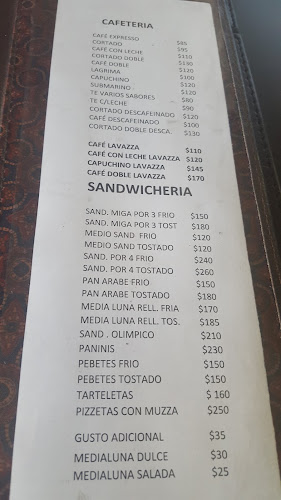 CAFETERIA
CAFÉ EXPRESSO $85
CORTADO $95
CAFÉ CON LECHE $110
CORTADO DOBLE $130
CAFÉ DOBLE $120
LAGRIMA $100
CAPUCHINO $120
SUBMARINO $120
TE VARIOS SABORES $80
TE C/LECHE $90
CORTADO DESCAFEINADO $120
CAFÉ DESCAFEINADO $100
CORTADO DOBLE DESCA. $130
CAFÉ LAVAZZA $110
CAFÉ CON LECHE LAVAZZA $120
CAPUCHINO LAVAZZA $145
CAFÉ DOBLE LAVAZZA $170
SANDWICHERIA
SAND. MIGA POR 3 FRIO $150
SAND. MIGA POR 3 TOST $180
MEDIO SAND FRIO $120
MEDIO SAND TOSTADO $120
SAND. POR 4 FRIO $240
SAND. POR 4 TOSTADO $260
PAN ARABE FRIO $150
PAN ARABE TOSTADO $180
MEDIA LUNA RELL. FRIA $170
MEDIA LUNA RELL. TOS. $185
SAND . OLIMPICO $210
PANINIS $230
PEBETES FRIO $150
PEBETES TOSTADO $150
TARTELETAS $ 160
PIZZETAS CON MUZZA $250
GUSTO ADICIONAL $35
MEDIALUNA DULCE $30
MEDIALUNA SALADA $25